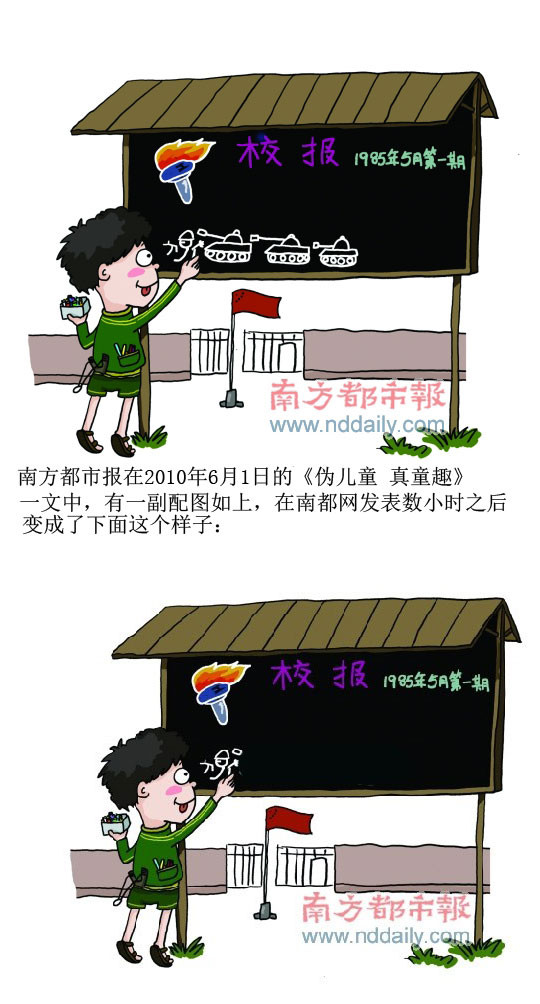 校 报 1985年5月第一期
南方都市報
www.nddaily.com
南方都市报在2010年6月1日的《伪儿童 真童趣》
一文中，有一副配图如上，在南都网发表数小时之后
变成了下面这个样子：
校 报 1985年5月第一期
南方都市報
www.nddaily.com